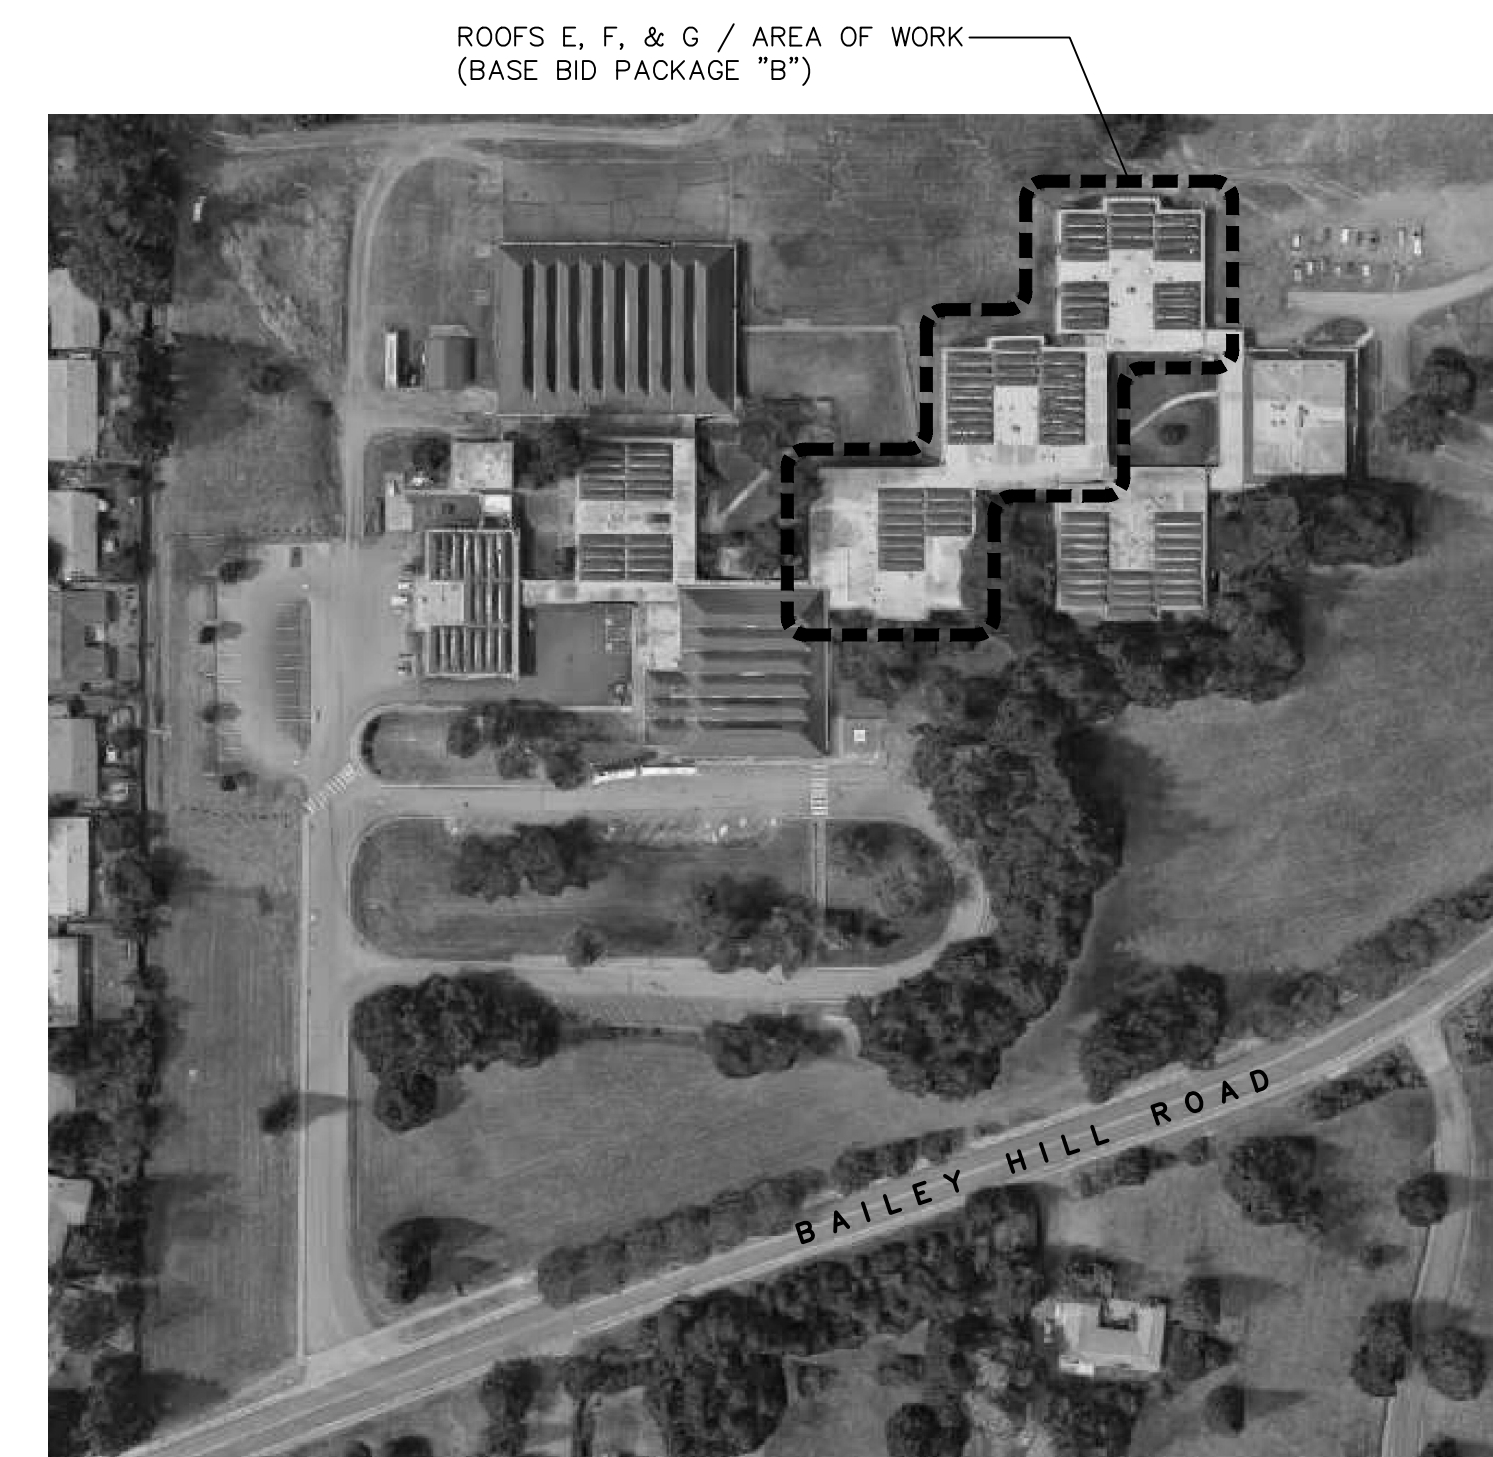 ROOFS E, F, & G / AREA OF WORK
(BASE BID PACKAGE "B")
BAILEY HILL ROAD